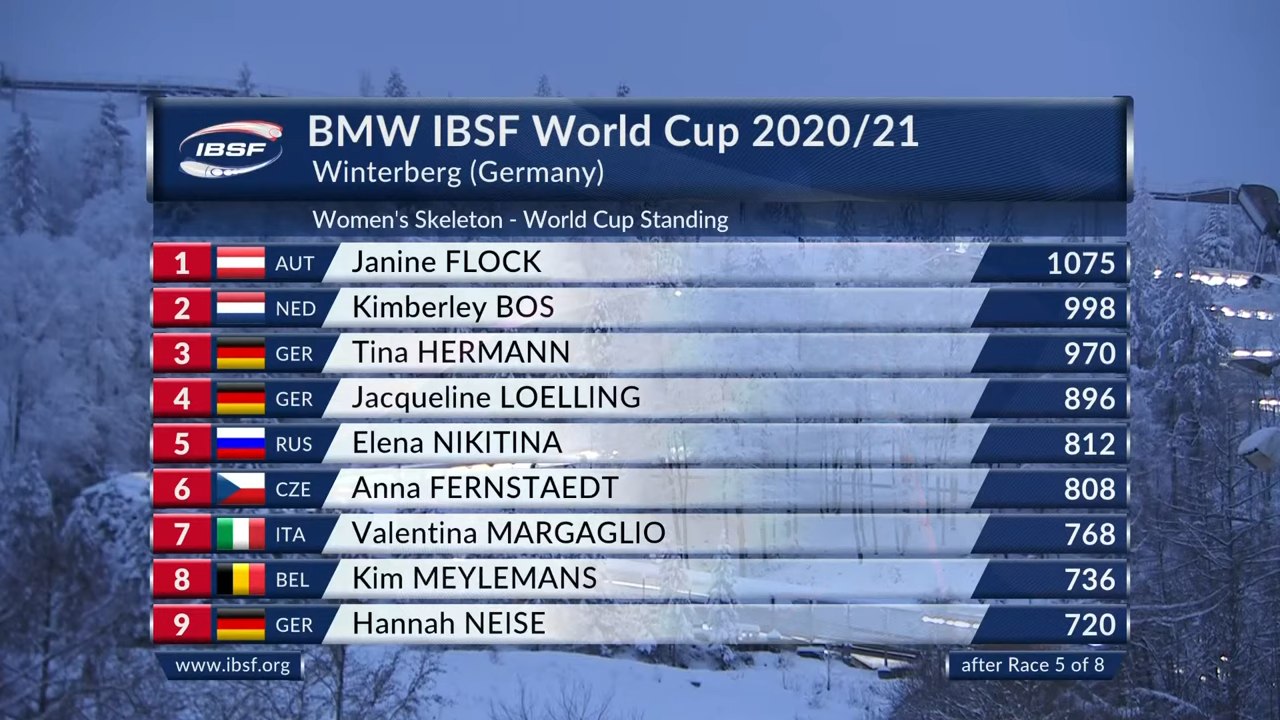 IBSF
BMW IBSF World Cup 2020/21
Winterberg (Germany)
Women's Skeleton - World Cup Standing
1 AUT Janine FLOCK 1075
2 NED Kimberley BOS 998
3 GER Tina HERMANN 970
4 GER Jacqueline LOELLING 896
5 RUS Elena NIKITINA 812
6 CZE Anna FERNSTAEDT 808
7 ITA Valentina MARGAGLIO 768
8 BEL Kim MEYLEMANS 736
9 GER Hannah NEISE 720
www.ibsf.org after Race 5 of 8